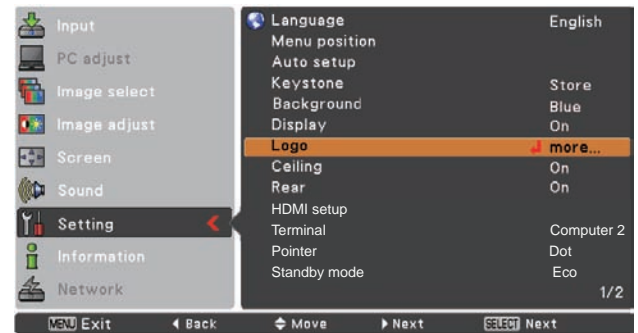 Input
PC adjust
Image select
Image adjust
Screen
Sound
Setting
Information
Network
Language English
Menu position
Auto setup
Keystone Store
Background Blue
Display On
Logo more...
Ceiling On
Rear On
HDMI setup
Terminal Computer 2
Pointer Dot
Standby mode Eco
1/2
MENU Exit Back Move Next SELECT Next